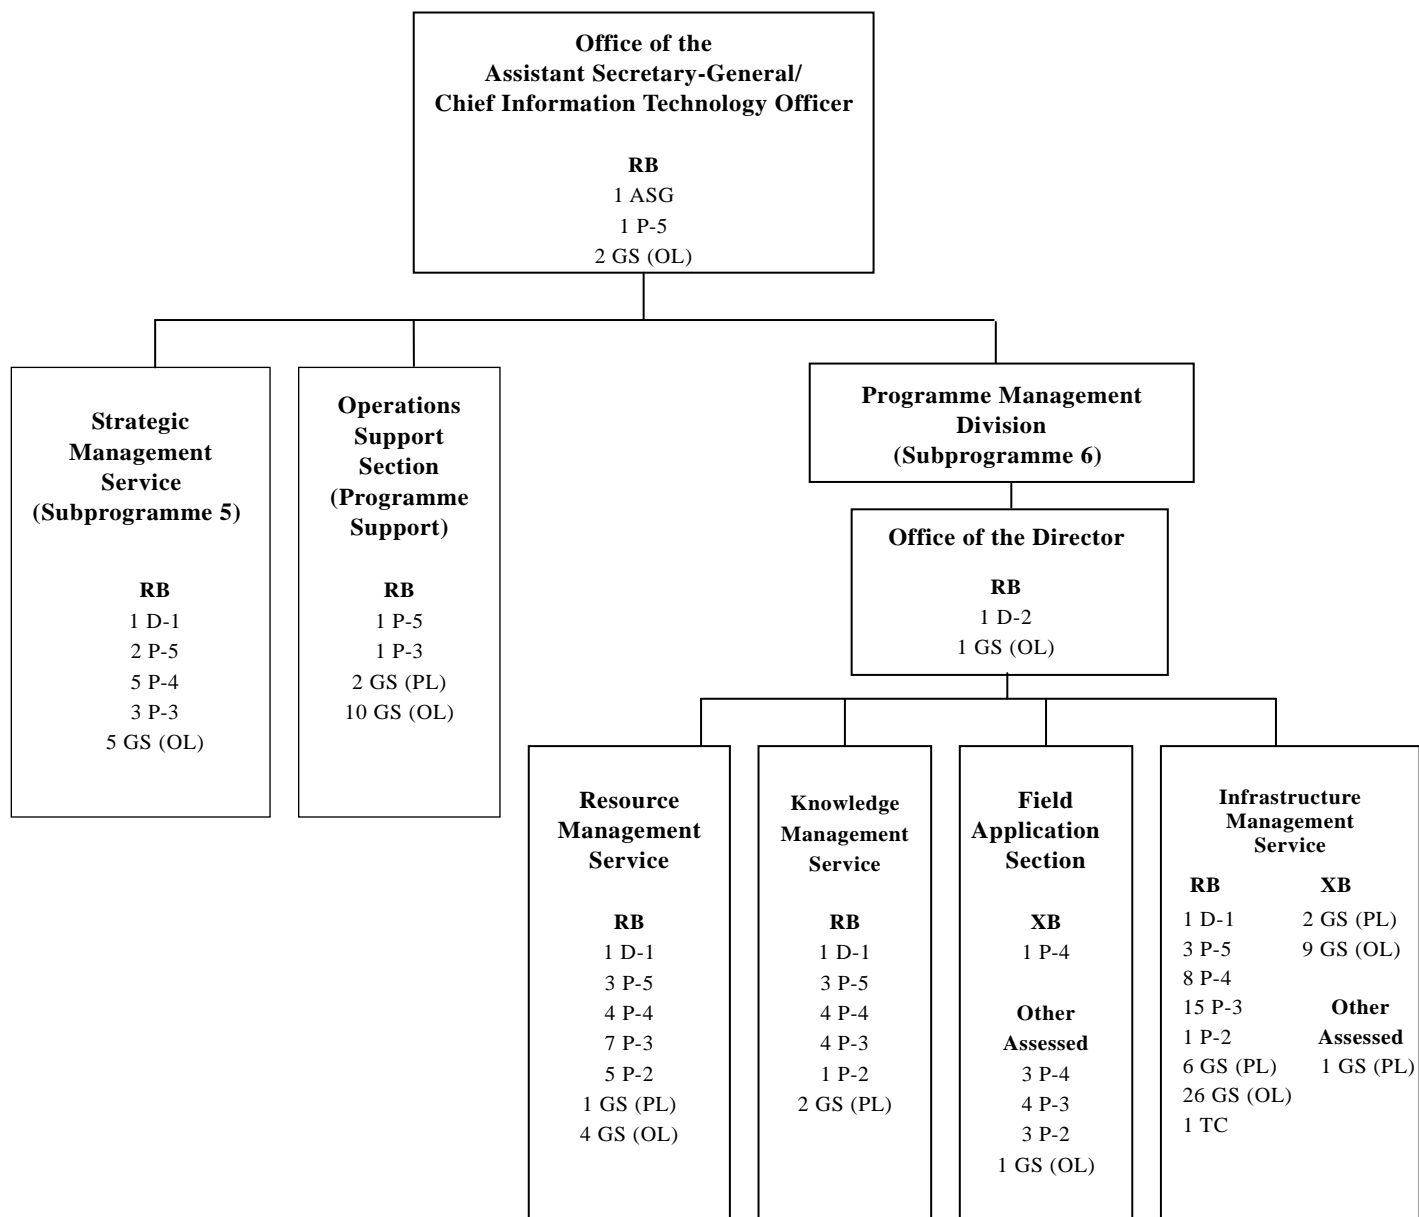 Office of the
Assistant Secretary-General/
Chief Information Technology Officer
RB
1 ASG
1 P-5
2 GS (OL)
Strategic
Management
Service
(Subprogramme 5)
RB
1 D-1
2 P-5
5 P-4
3 P-3
5 GS (OL)
Operations
Support
Section
(Programme
Support)
RB
1 P-5
1 P-3
2 GS (PL)
10 GS (OL)
Programme Management
Division
(Subprogramme 6)
Office of the Director
RB
1 D-2
1 GS (OL)
Resource
Management
Service
RB
1 D-1
3 P-5
4 P-4
7 P-3
5 P-2
1 GS (PL)
4 GS (OL)
Knowledge
Management
Service
RB
1 D-1
3 P-5
4 P-4
4 P-3
1 P-2
2 GS (PL)
Field
Application
Section
XB
1 P-4
Other
Assessed
3 P-4
4 P-3
3 P-2
1 GS (OL)
Infrastructure
Management
Service
RB
1 D-1
3 P-5
8 P-4
15 P-3
1 P-2
6 GS (PL)
26 GS (OL)
1 TC
XB
2 GS (PL)
9 GS (OL)
Other
Assessed
1 GS (PL)